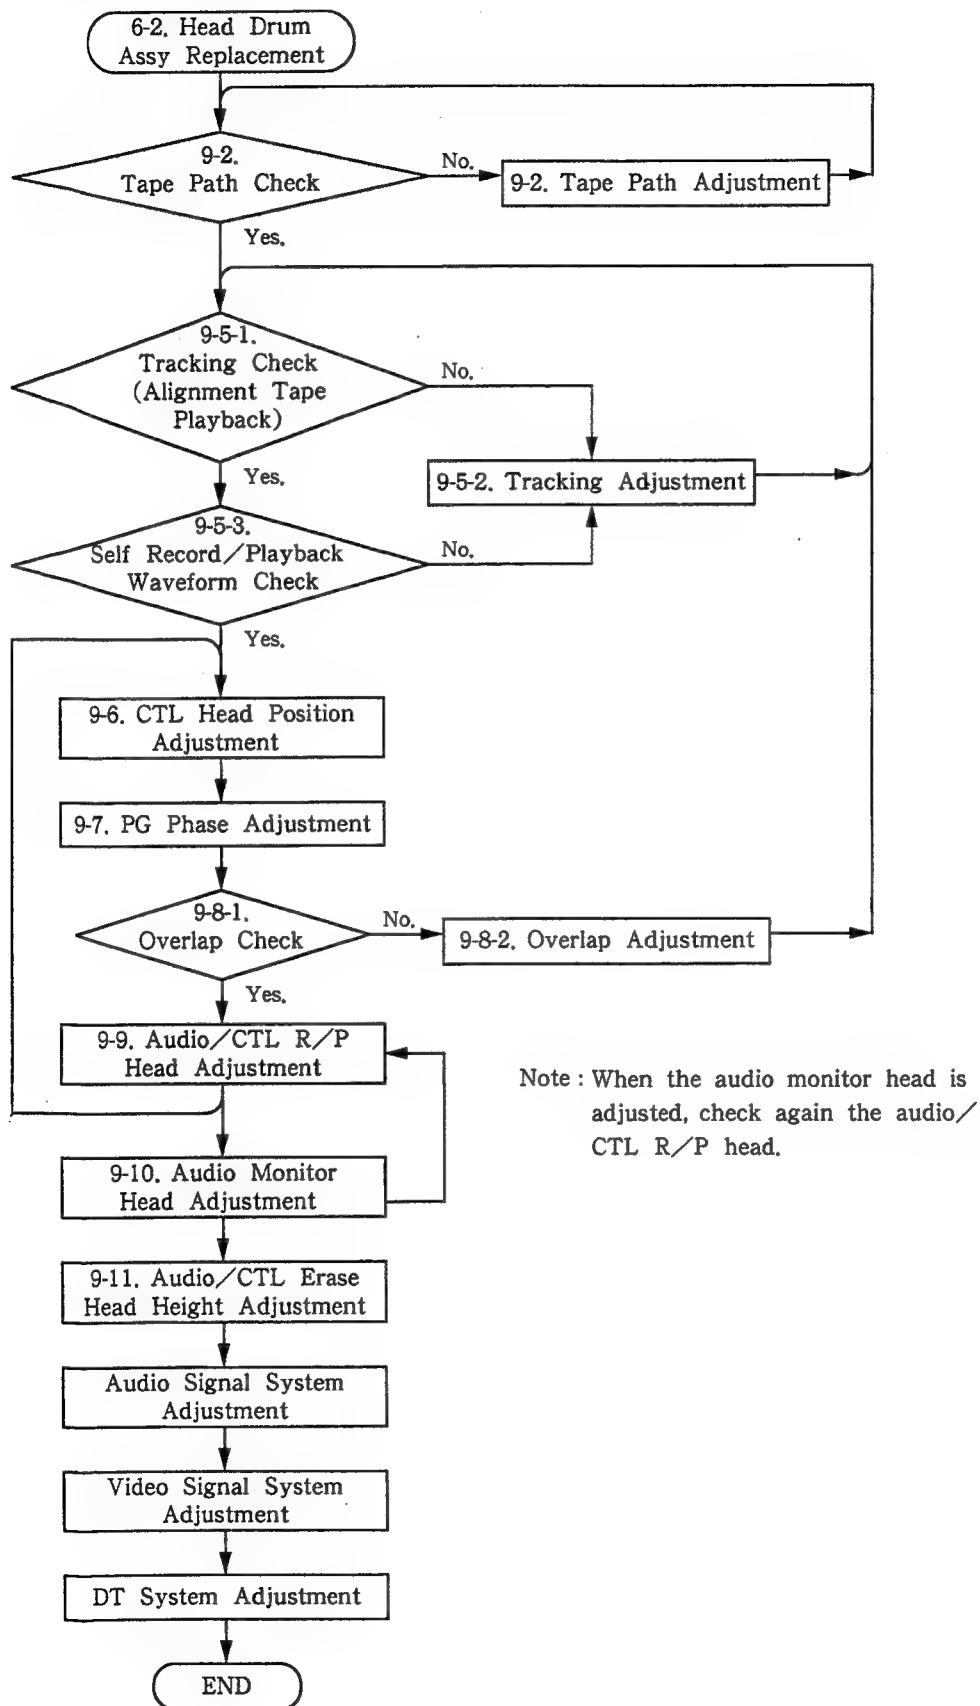 6-2. Head Drum
Assy Replacement
9-2.
Tape Path Check
No.
9-2. Tape Path Adjustment
Yes.
9-5-1.
Tracking Check
(Alignment Tape
Playback)
No.
Yes.
9-5-2. Tracking Adjustment
9-5-3.
Self Record/Playback
Waveform Check
No.
Yes.
9-6. CTL Head Position
Adjustment
9-7. PG Phase Adjustment
9-8-1.
Overlap Check
No.
9-8-2. Overlap Adjustment
Yes.
9-9. Audio/CTL R/P
Head Adjustment
Note : When the audio monitor head is
adjusted, check again the audio/
CTL R/P head.
9-10. Audio Monitor
Head Adjustment
9-11. Audio/CTL Erase
Head Height Adjustment
Audio Signal System
Adjustment
Video Signal System
Adjustment
DT System Adjustment
END